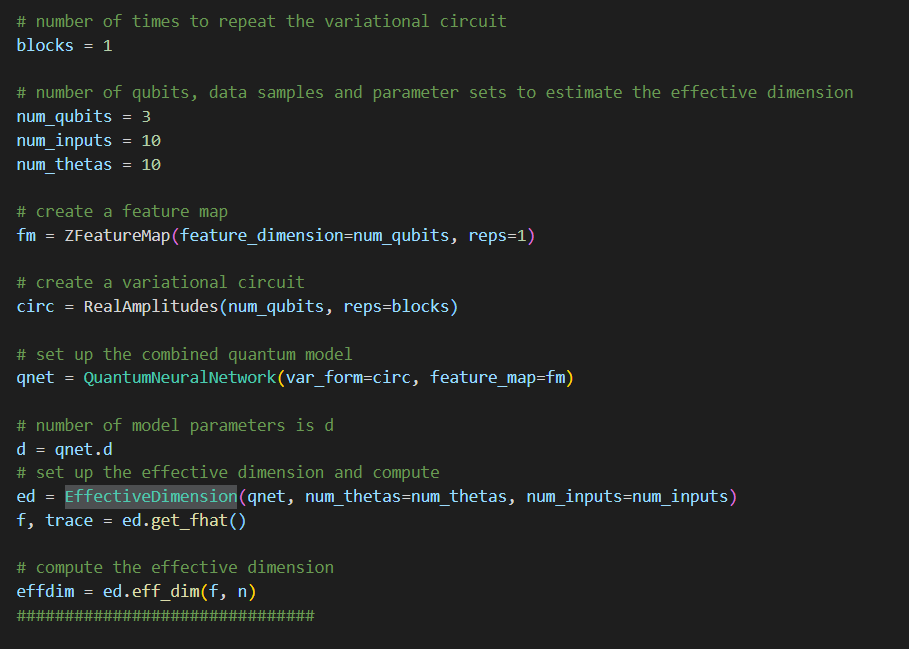 # number of times to repeat the variational circuit
blocks = 1
# number of qubits, data samples and parameter sets to estimate the effective dimension
num_qubits = 3
num_inputs = 10
num_thetas = 10
# create a feature map
fm = ZFeatureMap(feature_dimension=num_qubits, reps=1)
# create a variational circuit
circ = RealAmplitudes(num_qubits, reps=blocks)
# set up the combined quantum model
qnet = QuantumNeuralNetwork(var_form=circ, feature_map=fm)
# number of model parameters is d
d = qnet.d
# set up the effective dimension and compute
ed = EffectiveDimension(qnet, num_thetas=num_thetas, num_inputs=num_inputs)
f, trace = ed.get_fhat()
# compute the effective dimension
effdim = ed.eff_dim(f, n)
###############################